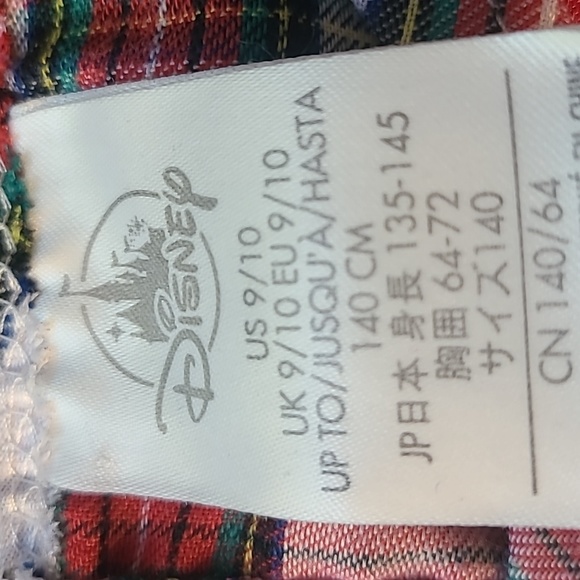 Disney
US 9/10
UK 9/10 EU 9/10
UP TO/JUSQU'À/HASTA
140 CM
JP日本 身長 135-145
胸囲 64-72
サイズ140
CN 140/64